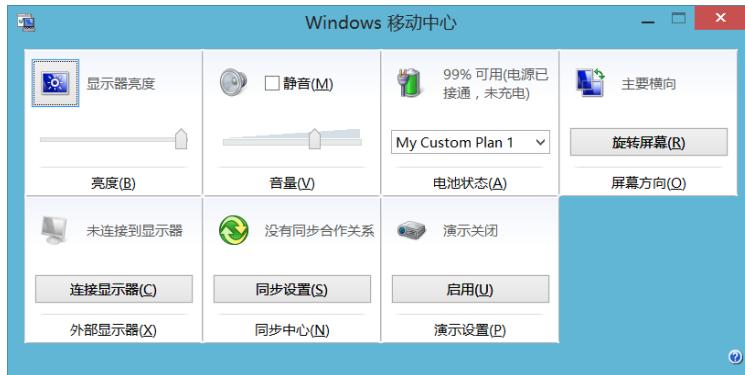 Windows 移动中心
显示器亮度
亮度(B)
静音(M)
音量(V)
99% 可用(电源已
接通，未充电)
My Custom Plan 1
电池状态(A)
主要横向
旋转屏幕(R)
屏幕方向(O)
未连接到显示器
连接显示器(C)
外部显示器(X)
没有同步合作关系
同步设置(S)
同步中心(N)
演示关闭
启用(U)
演示设置(P)